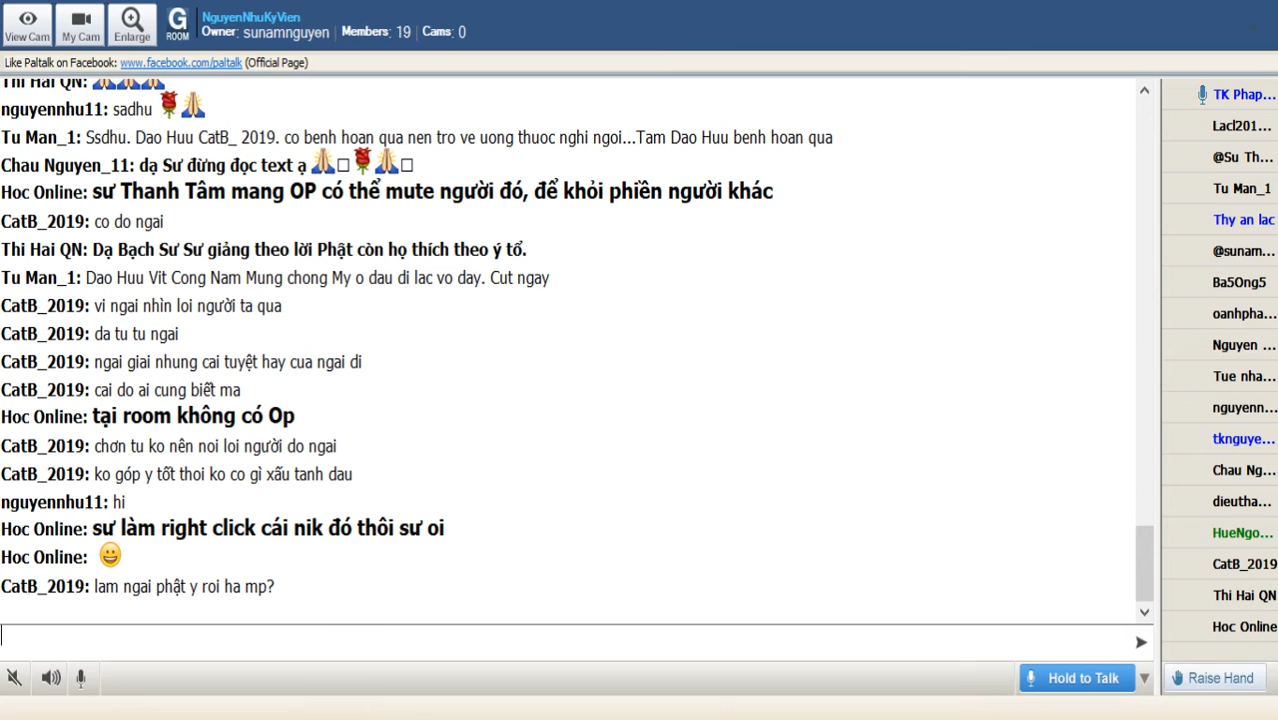 View Cam
My Cam
Enlarge
G
ROOM
NguyenNhuKyVien
Owner: sunamnguyen
Members: 19
Cams: 0
Like Paltalk on Facebook: www.facebook.com/paltalk (Official Page)
Thi Hai QN:
nguyennhu11: sadhu
Tu Man_1: Ssdhu. Dao Huu CatB_ 2019. co benh hoan qua nen tro ve uong thuoc nghi ngoi...Tam Dao Huu benh hoan qua
Chau Nguyen_11: dạ Sư đừng đọc text ạ
Hoc Online: sư Thanh Tâm mang OP có thể mute người đó, để khỏi phiền người khác
CatB_2019: co do ngai
Thi Hai QN: Dạ Bạch Sư Sư giảng theo lời Phật còn họ thích theo ý tổ.
Tu Man_1: Dao Huu Vit Cong Nam Mung chong My o dau di lac vo day. Cut ngay
CatB_2019: vi ngai nhìn loi người ta qua
CatB_2019: da tu tu ngai
CatB_2019: ngai giai nhung cai tuyệt hay cua ngai di
CatB_2019: cai do ai cung biết ma
Hoc Online: tại room không có Op
CatB_2019: chơn tu ko nên noi loi người do ngai
CatB_2019: ko góp y tốt thoi ko co gì xấu tanh dau
nguyennhu11: hi
Hoc Online: sư làm right click cái nik đó thôi sư oi
Hoc Online:
CatB_2019: lam ngai phật y roi ha mp?
TK Phap...
Lacl201...
@Su Th...
Tu Man_1
Thy an lac
@sunam...
Ba5Ong5
oanhpha...
Nguyen ...
Tue nha...
nguyenn...
tknguye...
Chau Ng...
dieutha...
HueNgo...
CatB_2019
Thi Hai QN
Hoc Online
Hold to Talk
Raise Hand